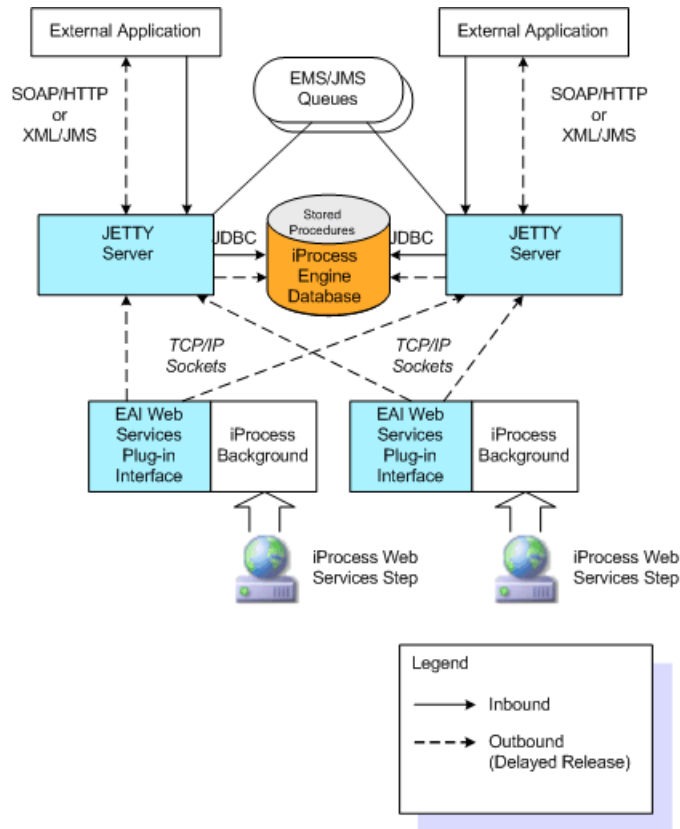 External Application
External Application
EMS/JMS
Queues
SOAP/HTTP
or
XML/JMS
SOAP/HTTP
or
XML/JMS
JETTY
Server
JDBC
Stored
Procedures
iProcess
Engine
Database
JDBC
JETTY
Server
TCP/IP
Sockets
TCP/IP
Sockets
EAI Web
Services
Plug-in
Interface
iProcess
Background
EAI Web
Services
Plug-in
Interface
iProcess
Background
iProcess Web
Services Step
iProcess Web
Services Step
Legend
Inbound
Outbound
(Delayed Release)